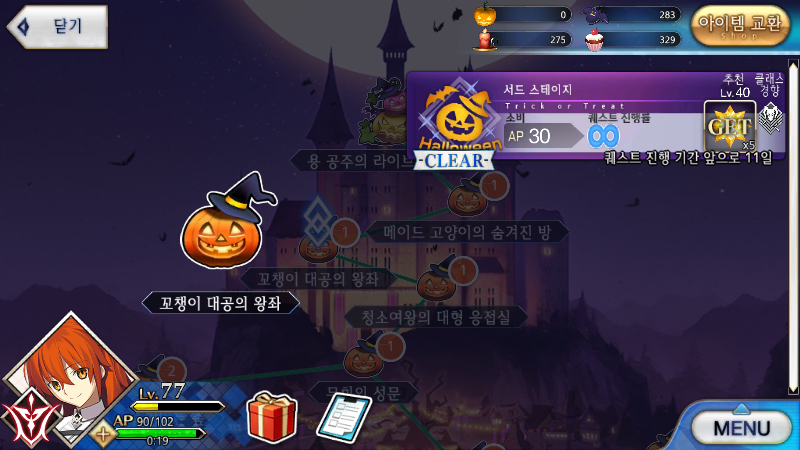 닫기
0
283
275
329
아이템 교환
Shop
서드 스테이지
Trick or Treat
추천
Lv.40
클래스
경향
소비
AP 30
퀘스트 진행률
∞
GET
x5
Halloween
-CLEAR-
퀘스트 진행 기간 앞으로 11일
용 공주의 라이브
1
메이드 고양이의 숨겨진 방
1
꼬챙이 대공의 왕좌
꼬챙이 대공의 왕좌
1
청소여왕의 대형 응접실
1
2
Lv.77
AP 90/102
0:19
MENU